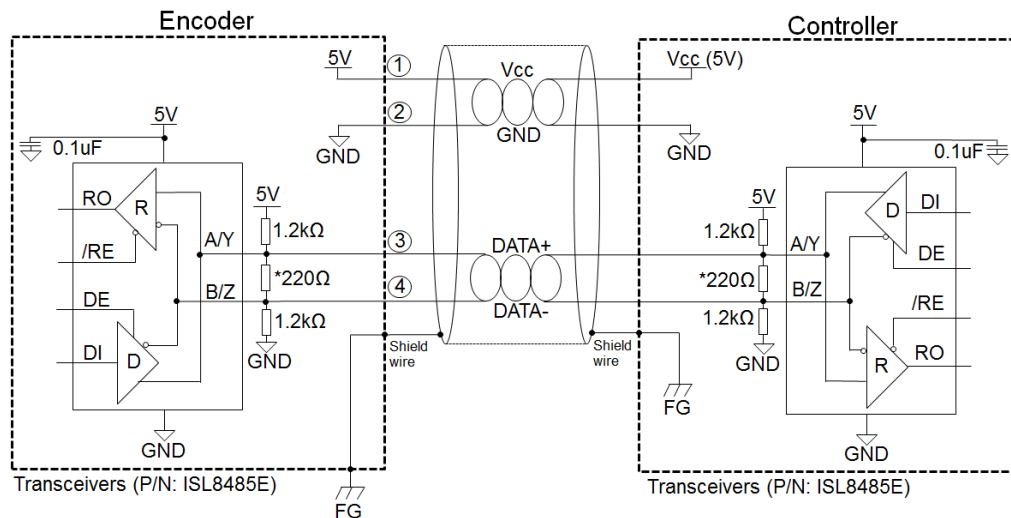 Encoder
Controller
5V
①
Vcc
Vcc (5V)
②
GND
GND
GND
5V
0.1uF
5V
0.1uF
RO
R
/RE
5V
1.2kΩ
A/Y
③
DATA+
*220Ω
B/Z
④
DATA-
1.2kΩ
GND
DE
DI
D
GND
Shield
wire
FG
Transceivers (P/N: ISL8485E)
5V
1.2kΩ
A/Y
*220Ω
B/Z
1.2kΩ
GND
D
DI
DE
/RE
R
RO
GND
Shield
wire
FG
Transceivers (P/N: ISL8485E)